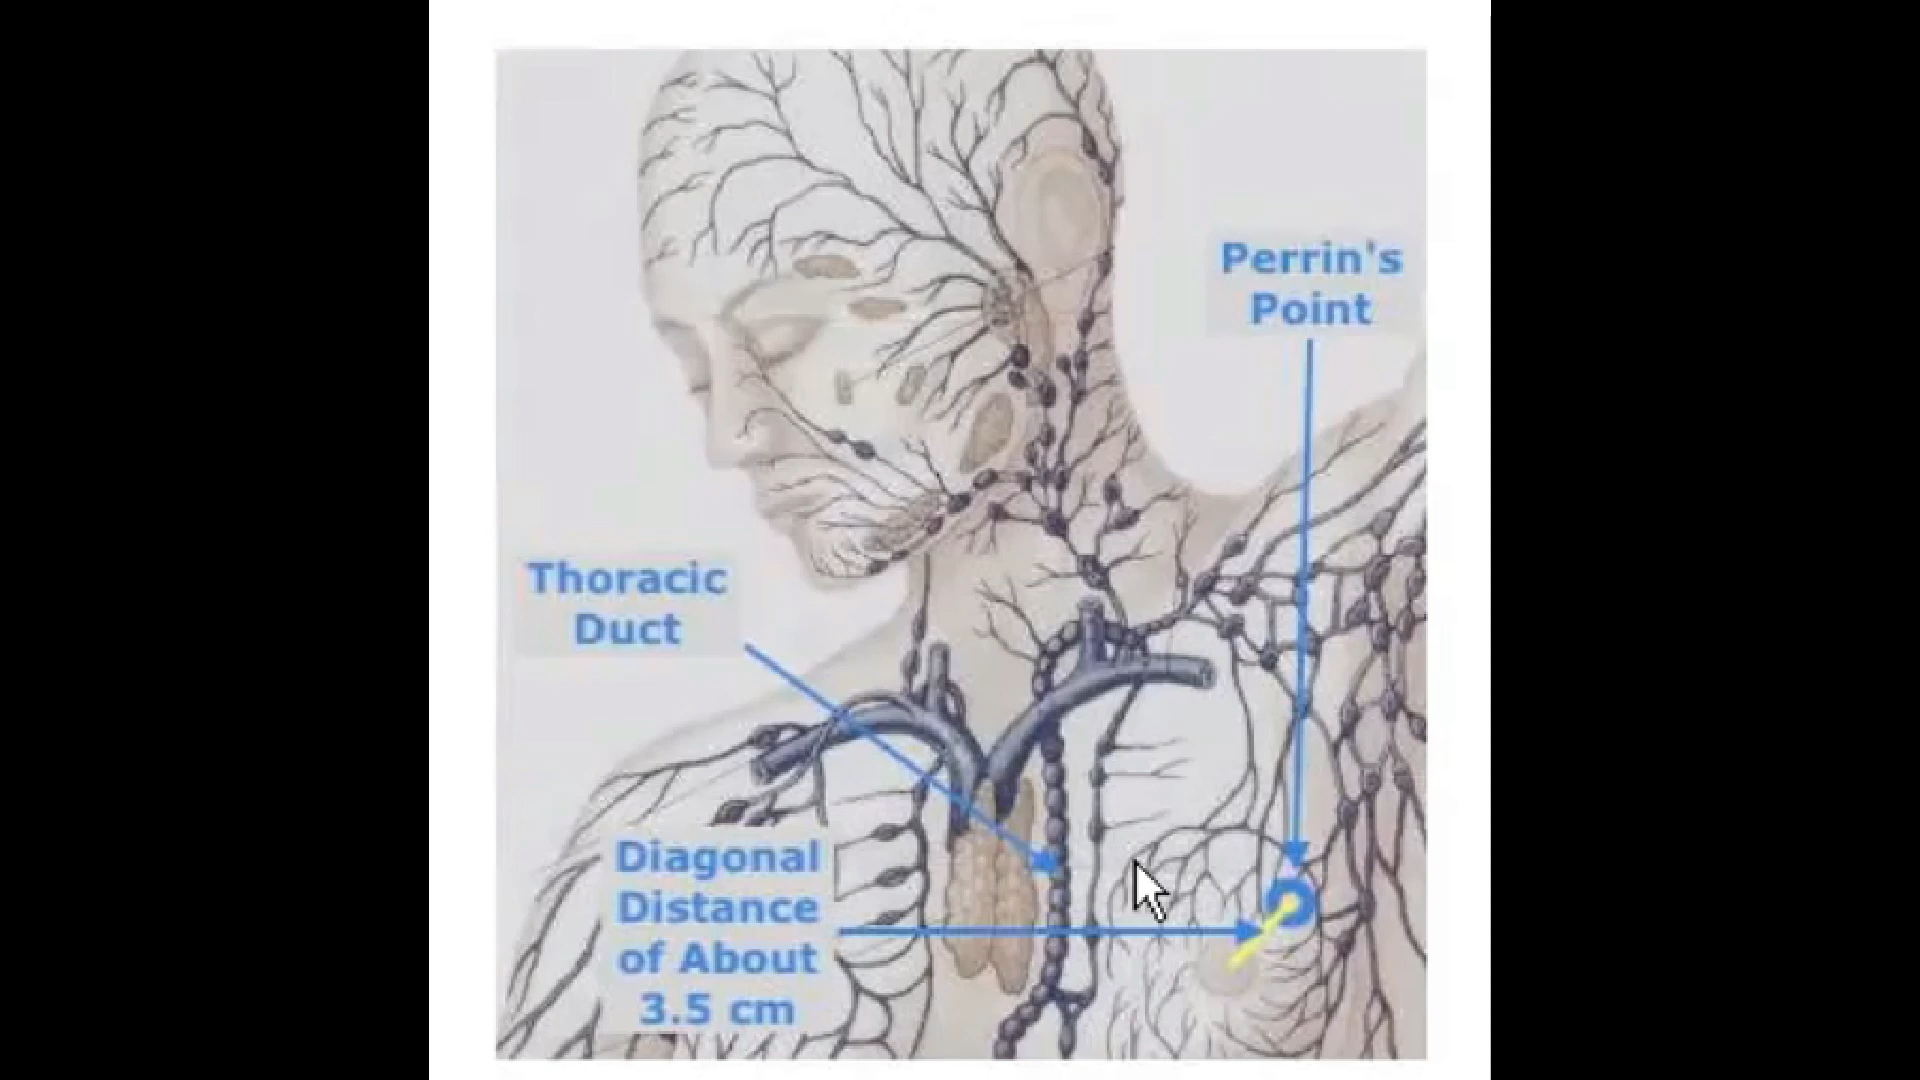 Perrin's
Point
Thoracic
Duct
Diagonal
Distance
of About
3.5 cm